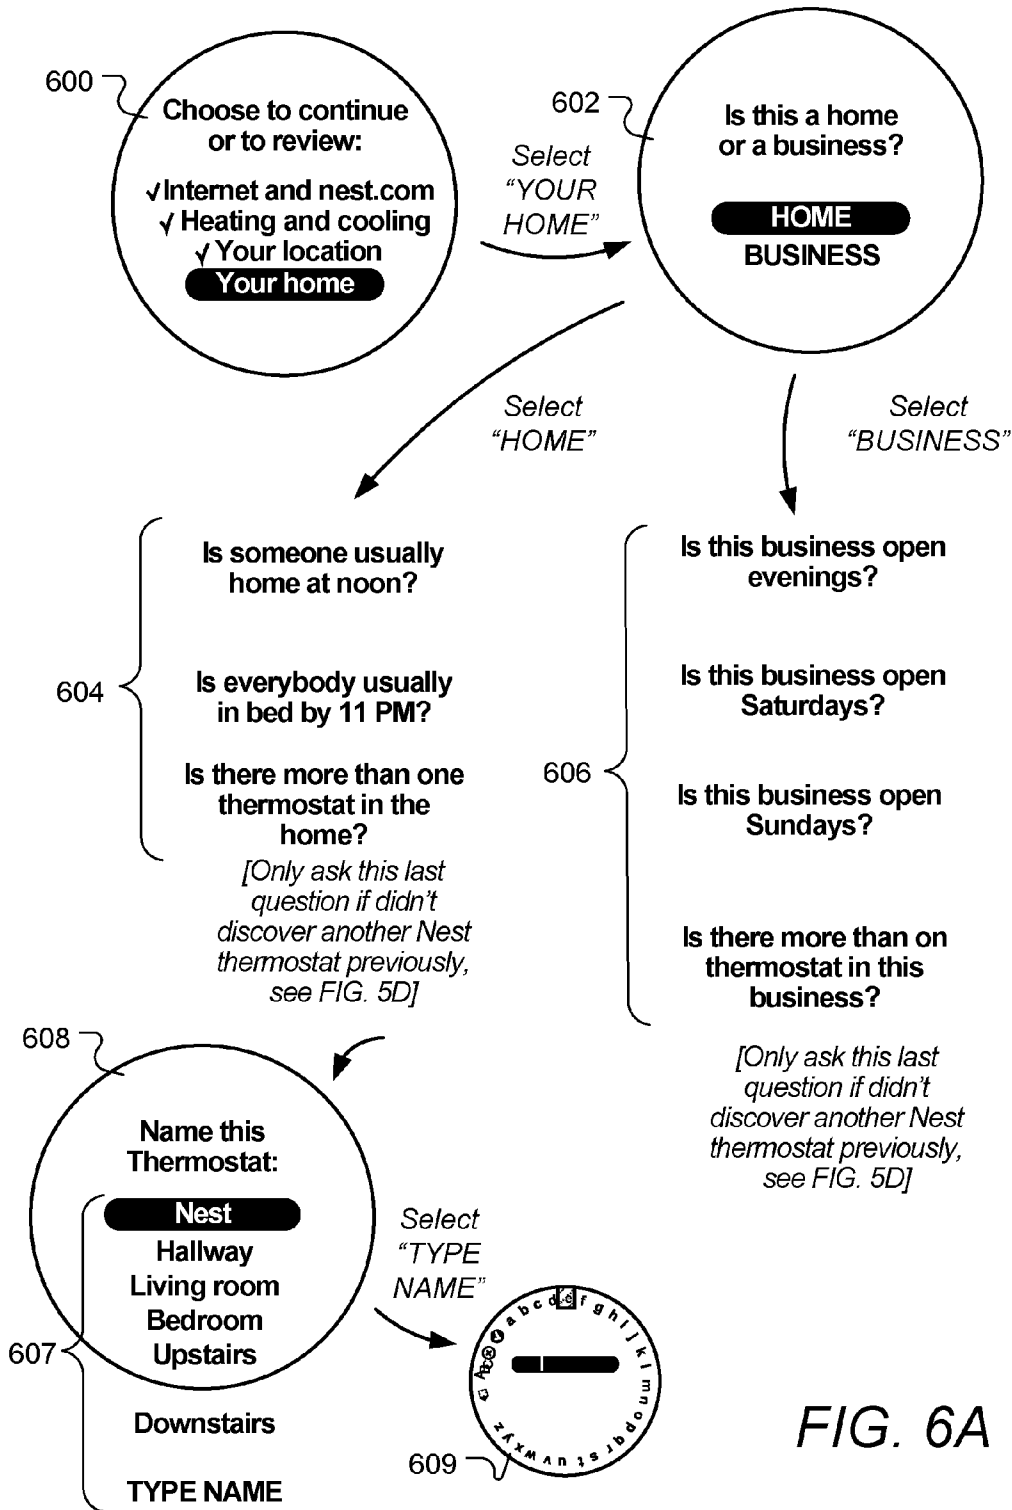 600
Choose to continue
or to review:
√Internet and nest.com
√ Heating and cooling
√ Your location
Your home
Select
“YOUR
HOME”
602
Is this a home
or a business?
HOME
BUSINESS
Select
“HOME”
Select
“BUSINESS”
604
Is someone usually
home at noon?
Is everybody usually
in bed by 11 PM?
Is there more than one
thermostat in the
home?
[Only ask this last
question if didn’t
discover another Nest
thermostat previously,
see FIG. 5D]
606
Is this business open
evenings?
Is this business open
Saturdays?
Is this business open
Sundays?
Is there more than on
thermostat in this
business?
[Only ask this last
question if didn’t
discover another Nest
thermostat previously,
see FIG. 5D]
608
Name this
Thermostat:
Nest
Hallway
Living room
Bedroom
Upstairs
607
Downstairs
TYPE NAME
Select
“TYPE
NAME”
a b c d e f g h i j k l m n o p q r s t u v w x y z
609
FIG. 6A